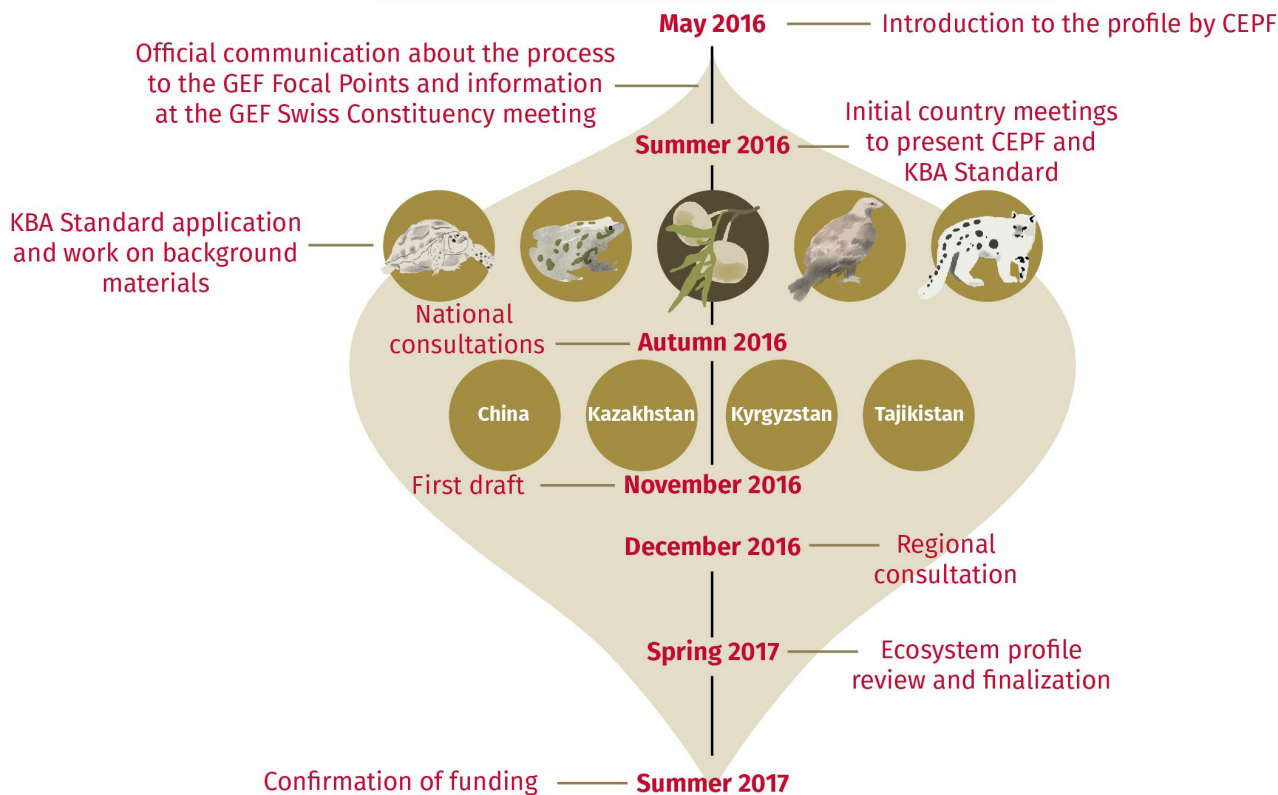 May 2016
Introduction to the profile by CEPF
Official communication about the process
to the GEF Focal Points and information
at the GEF Swiss Constituency meeting
Summer 2016
Initial country meetings
to present CEPF and
KBA Standard
KBA Standard application
and work on background
materials
National
consultations
Autumn 2016
China
Kazakhstan
Kyrgyzstan
Tajikistan
First draft
November 2016
December 2016
Regional
consultation
Spring 2017
Ecosystem profile
review and finalization
Confirmation of funding
Summer 2017